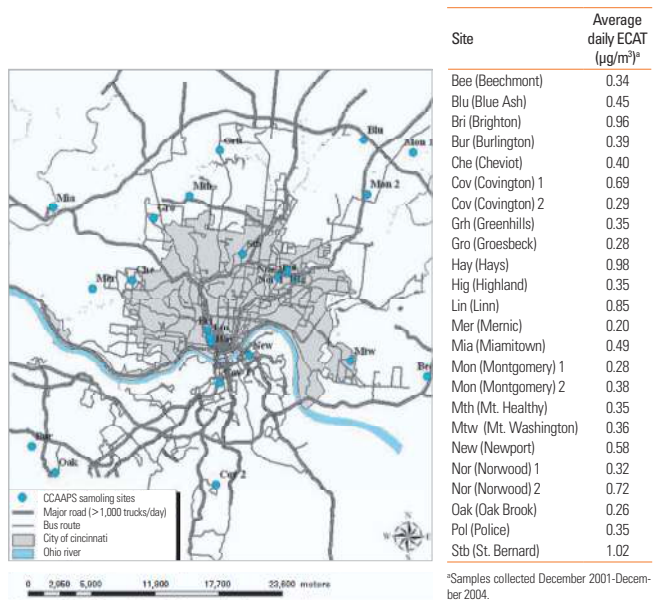 Site
Average
daily ECAT
(µg/m³)ᵃ
Bee (Beechmont) 0.34
Blu (Blue Ash) 0.45
Bri (Brighton) 0.96
Bur (Burlington) 0.39
Che (Cheviot) 0.40
Cov (Covington) 1 0.69
Cov (Covington) 2 0.29
Grh (Greenhills) 0.35
Gro (Groesbeck) 0.28
Hay (Hays) 0.98
Hig (Highland) 0.35
Lin (Linn) 0.85
Mer (Mernic) 0.20
Mia (Miamitown) 0.49
Mon (Montgomery) 1 0.28
Mon (Montgomery) 2 0.38
Mth (Mt. Healthy) 0.35
Mtw (Mt. Washington) 0.36
New (Newport) 0.58
Nor (Norwood) 1 0.32
Nor (Norwood) 2 0.72
Oak (Oak Brook) 0.26
Pol (Police) 0.35
Stb (St. Bernard) 1.02
ᵃSamples collected December 2001-Decem-
ber 2004.
Blu
Mon 1
Mth
Mon 2
Mia
Gro
Stb
Mer
Che
Hay
New
Mtw
Be
Oak
Cov 2
CCAAPS samoling sites
Major road (>1,000 trucks/day)
Bus route
City of cincinnati
Ohio river
N
W
E
S
0 2,950 5,900 11,800 17,700 23,600 meters